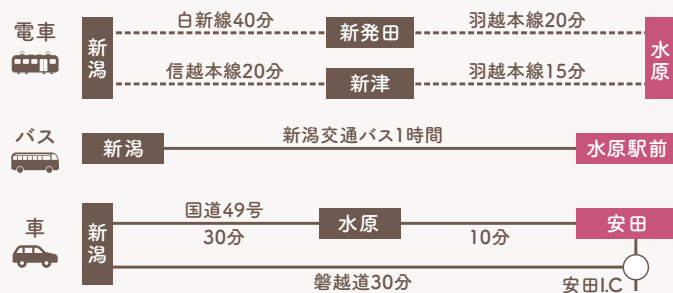 電車
新潟
白新線40分
新発田
羽越本線20分
水原
信越本線20分
新津
羽越本線15分
バス
新潟
新潟交通バス1時間
水原駅前
車
新潟
国道49号
30分
水原
10分
安田
磐越道30分
安田I.C